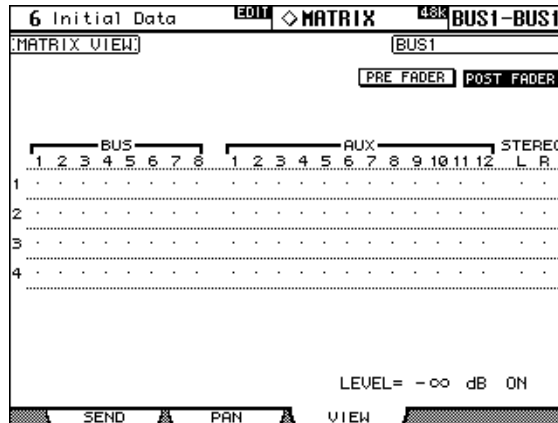 6 Initial Data EDIT ◇MATRIX 48K BUS1-BUS1
MATRIX VIEW BUS1
PRE FADER POST FADER
BUS AUX STEREO
1 2 3 4 5 6 7 8 1 2 3 4 5 6 7 8 9 10 11 12 L R
1
2
3
4
LEVEL= -∞ dB ON
SEND PAN VIEW